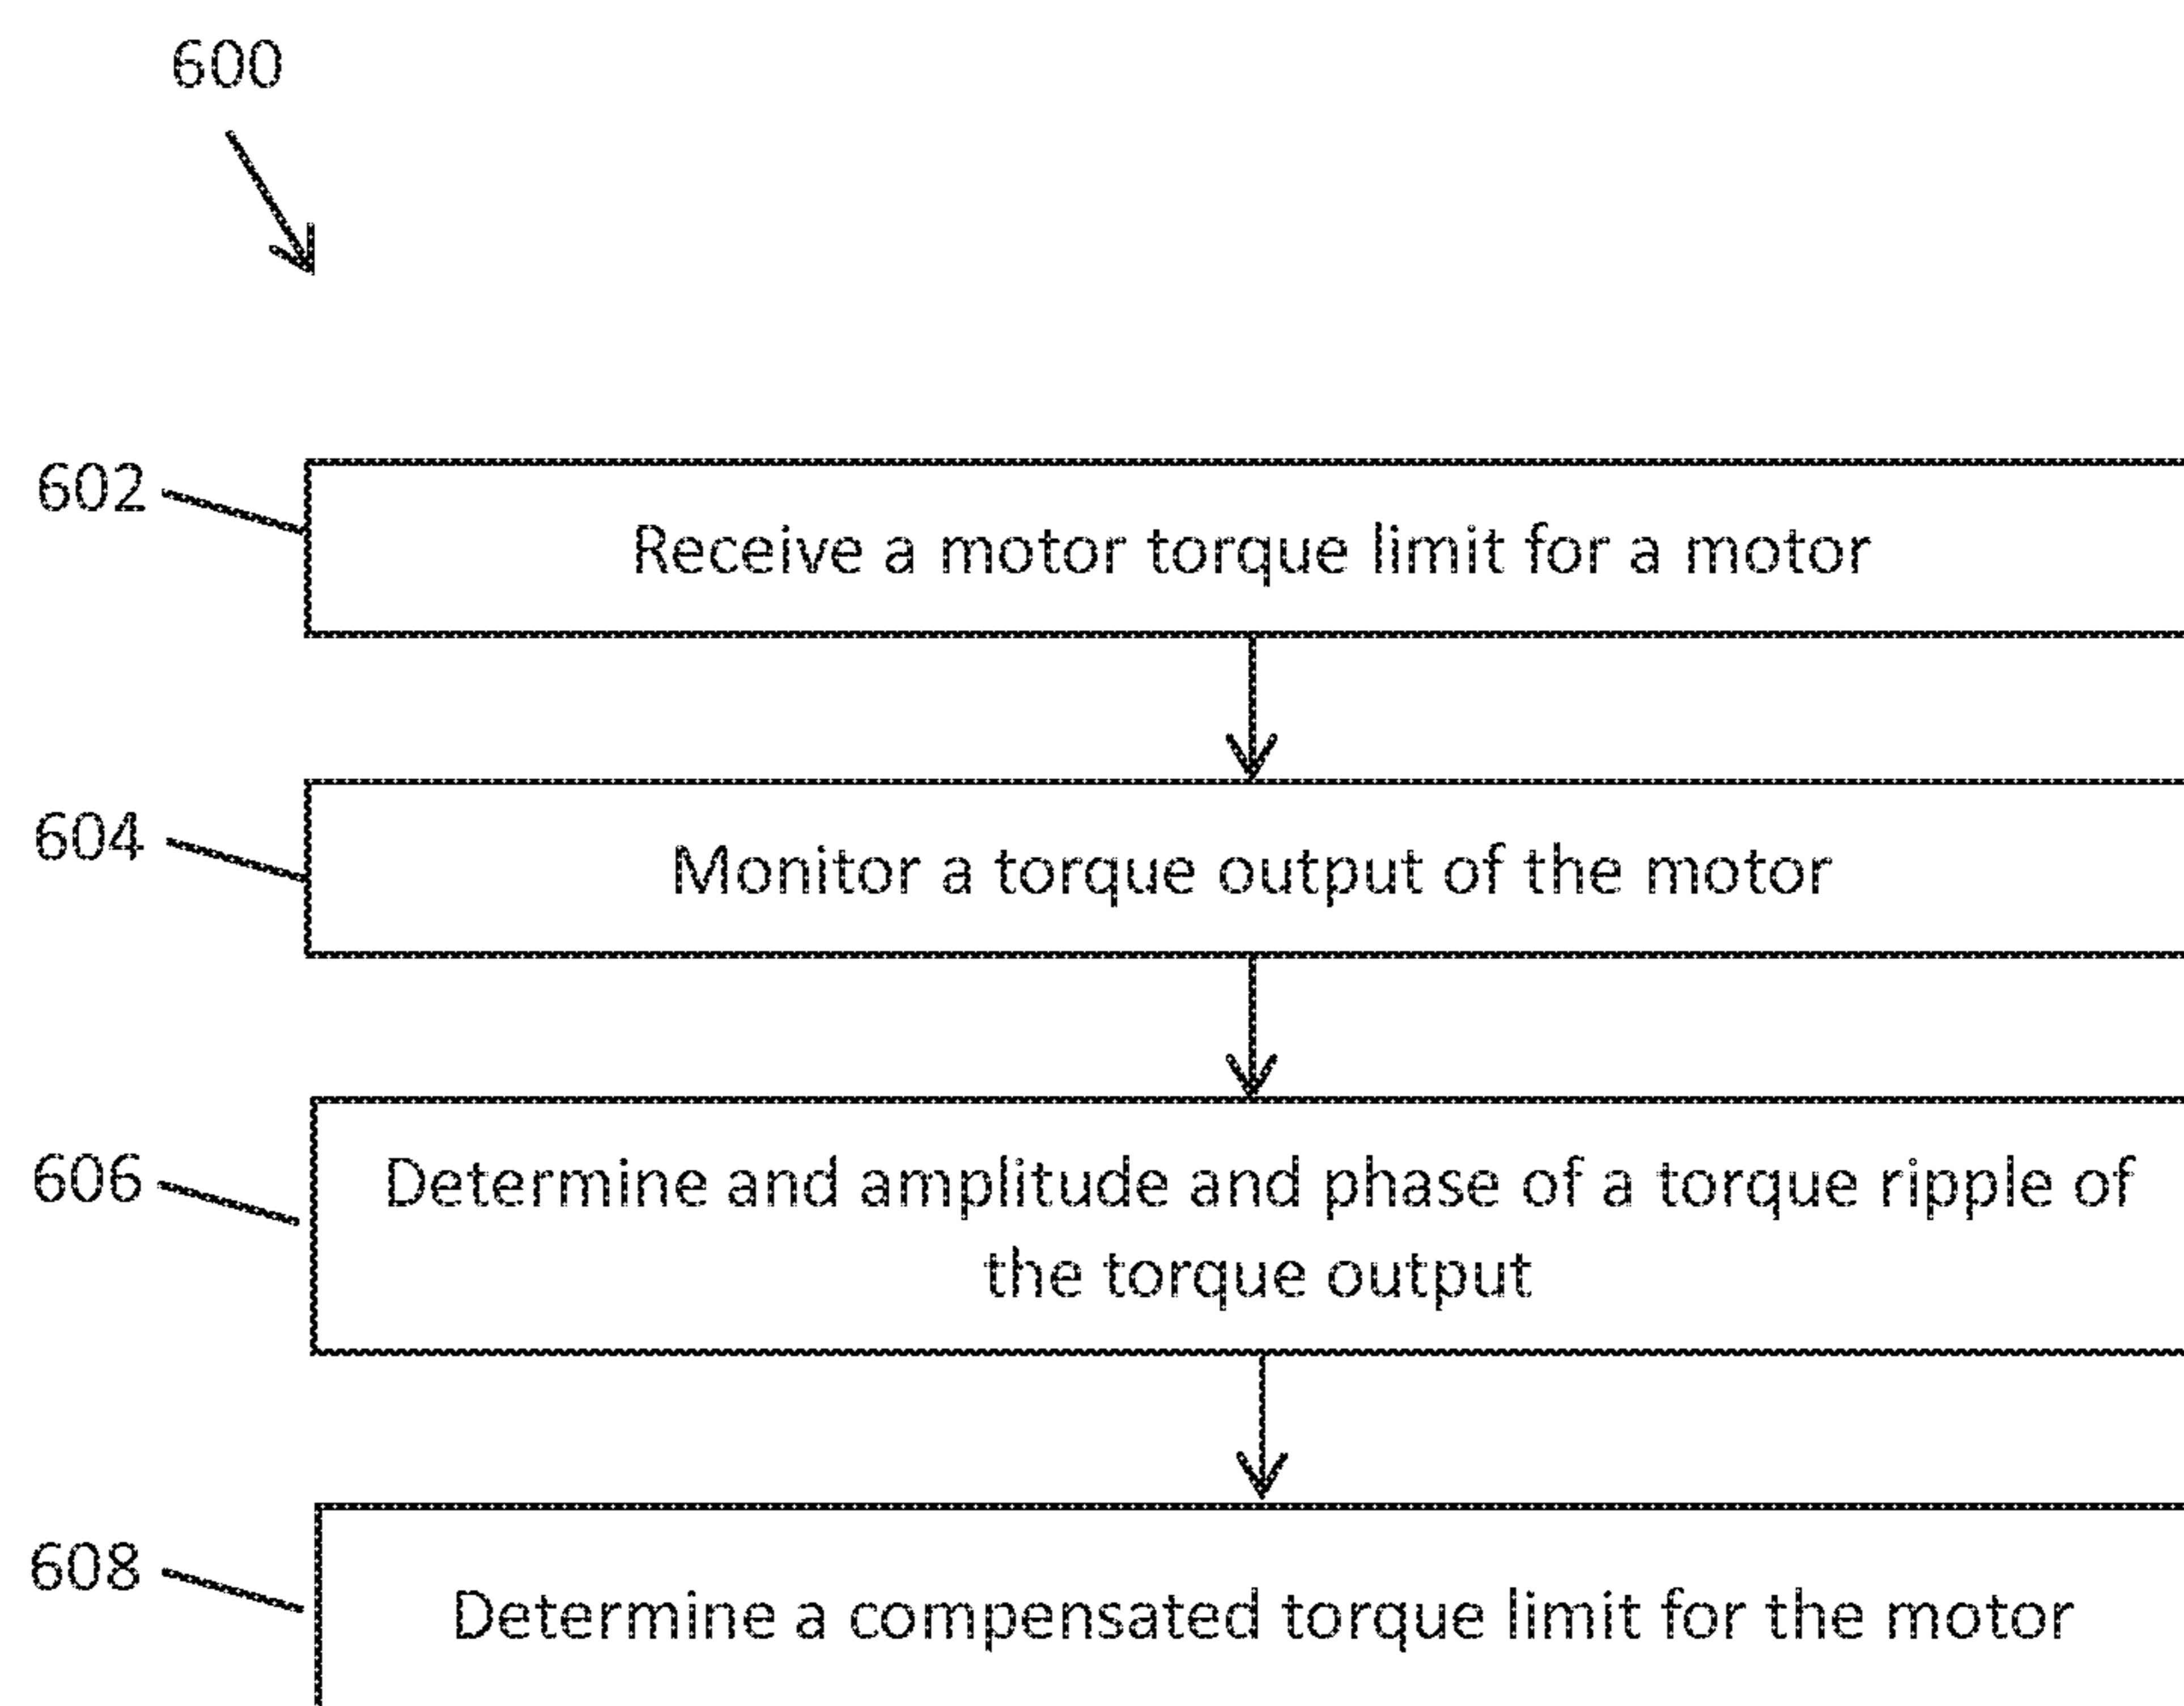 600
602
Receive a motor torque limit for a motor
604
Monitor a torque output of the motor
606
Determine and amplitude and phase of a torque ripple of
the torque output
608
Determine a compensated torque limit for the motor